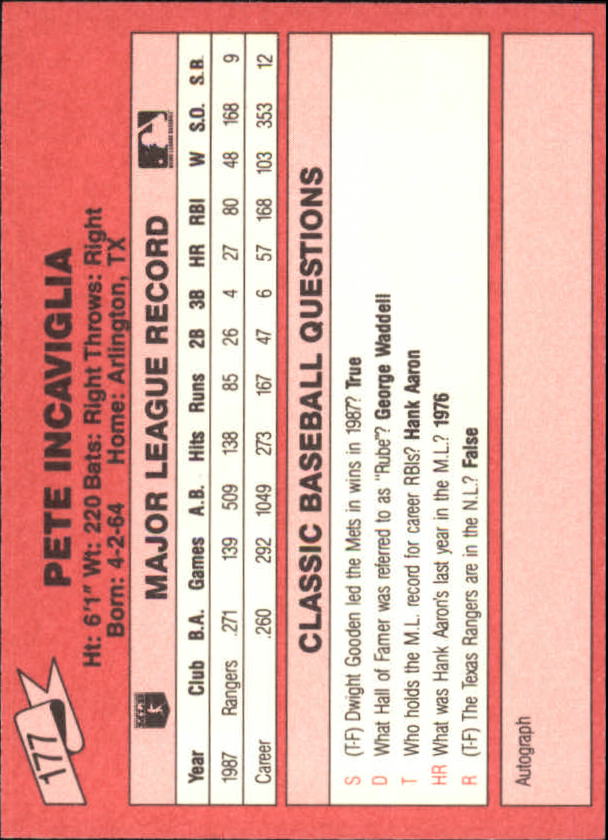 177
PETE INCAVIGLIA
Ht: 6'1" Wt: 220 Bats: Right Throws: Right
Born: 4-2-64 Home: Arlington, TX
MAJOR LEAGUE RECORD
Year Club B.A. Games A.B. Hits Runs 2B 3B HR RBI W S.O. S.B.
1987 Rangers .271 139 509 138 85 26 4 27 80 48 168 9
Career .260 292 1049 273 167 47 6 57 168 103 353 12
CLASSIC BASEBALL QUESTIONS
S (T-F) Dwight Gooden led the Mets in wins in 1987? True
D What Hall of Famer was referred to as "Rube"? George Waddell
T Who holds the M.L. record for career RBIs? Hank Aaron
HR What was Hank Aaron's last year in the M.L.? 1976
R (T-F) The Texas Rangers are in the N.L.? False
Autograph